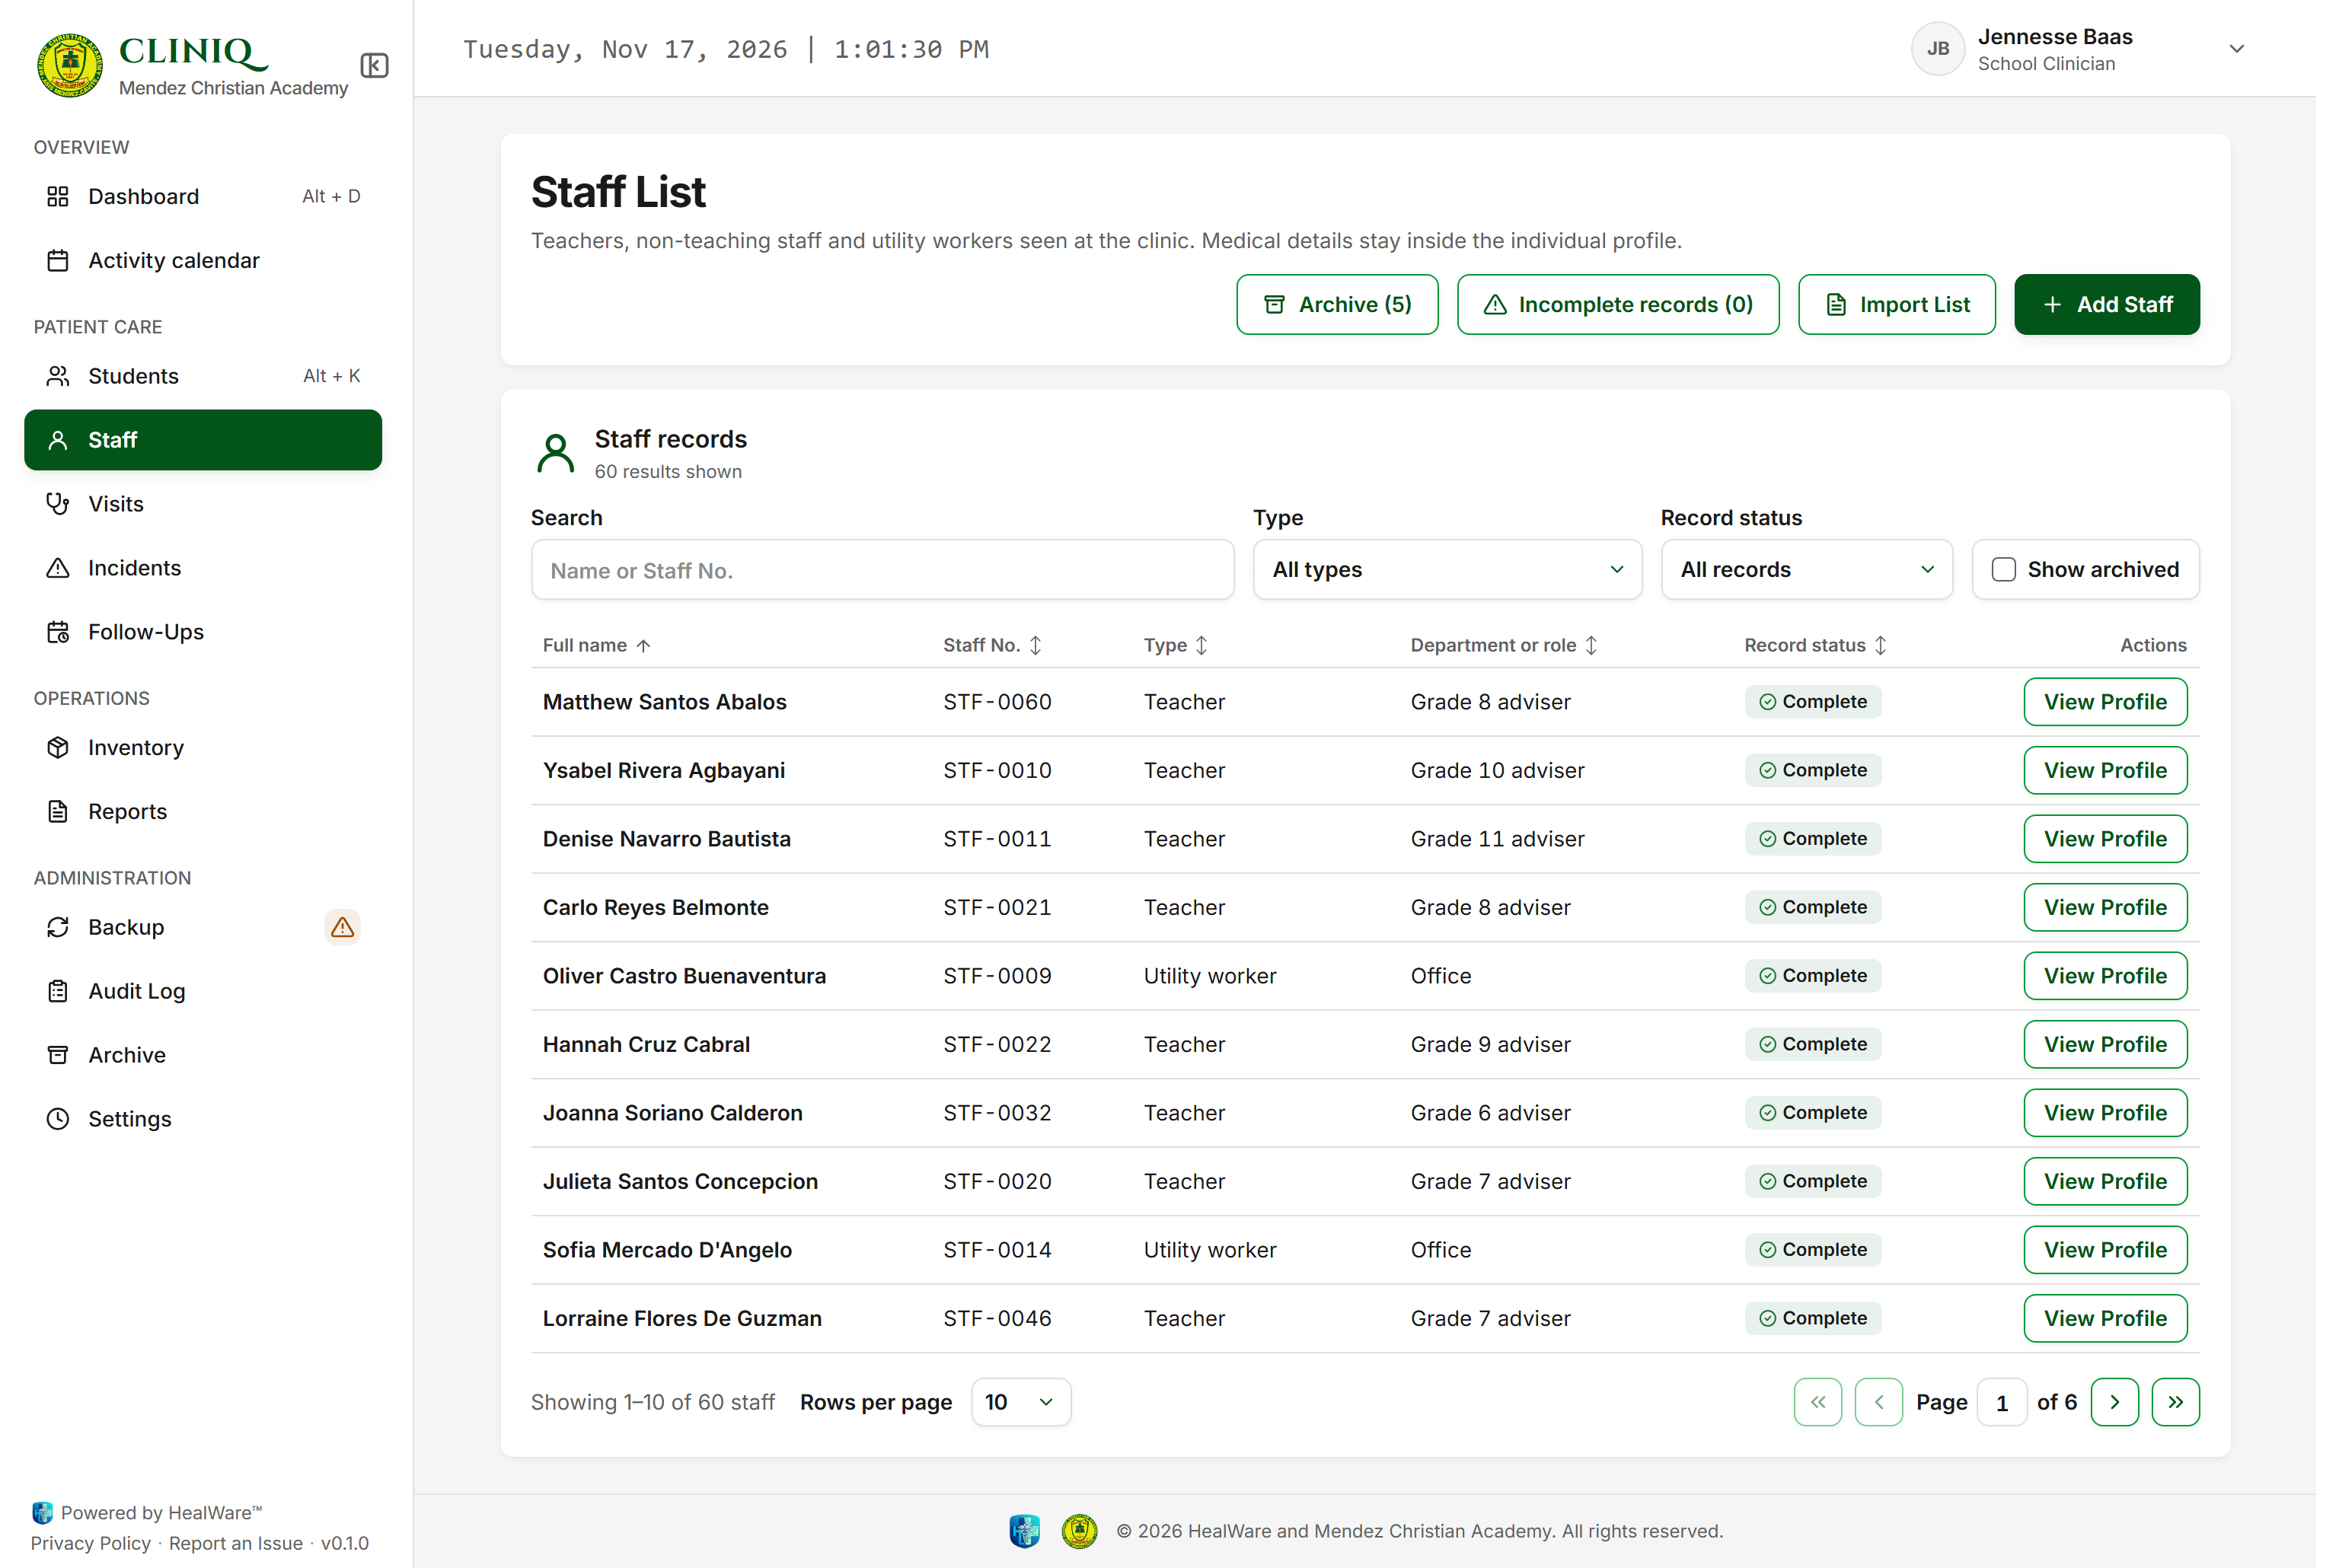 CLINIQ
Mendez Christian Academy
OVERVIEW
Dashboard Alt + D
Activity calendar
PATIENT CARE
Students Alt + K
Staff
Visits
Incidents
Follow-Ups
OPERATIONS
Inventory
Reports
ADMINISTRATION
Backup
Audit Log
Archive
Settings
Powered by HealWare™
Privacy Policy · Report an Issue · v0.1.0
Tuesday, Nov 17, 2026 | 1:01:30 PM
JB
Jennesse Baas
School Clinician
Staff List
Teachers, non-teaching staff and utility workers seen at the clinic. Medical details stay inside the individual profile.
Archive (5) Incomplete records (0) Import List + Add Staff
Staff records
60 results shown
Search Type Record status
Name or Staff No. All types All records Show archived
Full name Staff No. Type Department or role Record status Actions
Matthew Santos Abalos STF-0060 Teacher Grade 8 adviser Complete View Profile
Ysabel Rivera Agbayani STF-0010 Teacher Grade 10 adviser Complete View Profile
Denise Navarro Bautista STF-0011 Teacher Grade 11 adviser Complete View Profile
Carlo Reyes Belmonte STF-0021 Teacher Grade 8 adviser Complete View Profile
Oliver Castro Buenaventura STF-0009 Utility worker Office Complete View Profile
Hannah Cruz Cabral STF-0022 Teacher Grade 9 adviser Complete View Profile
Joanna Soriano Calderon STF-0032 Teacher Grade 6 adviser Complete View Profile
Julieta Santos Concepcion STF-0020 Teacher Grade 7 adviser Complete View Profile
Sofia Mercado D'Angelo STF-0014 Utility worker Office Complete View Profile
Lorraine Flores De Guzman STF-0046 Teacher Grade 7 adviser Complete View Profile
Showing 1–10 of 60 staff Rows per page 10 Page 1 of 6
© 2026 HealWare and Mendez Christian Academy. All rights reserved.